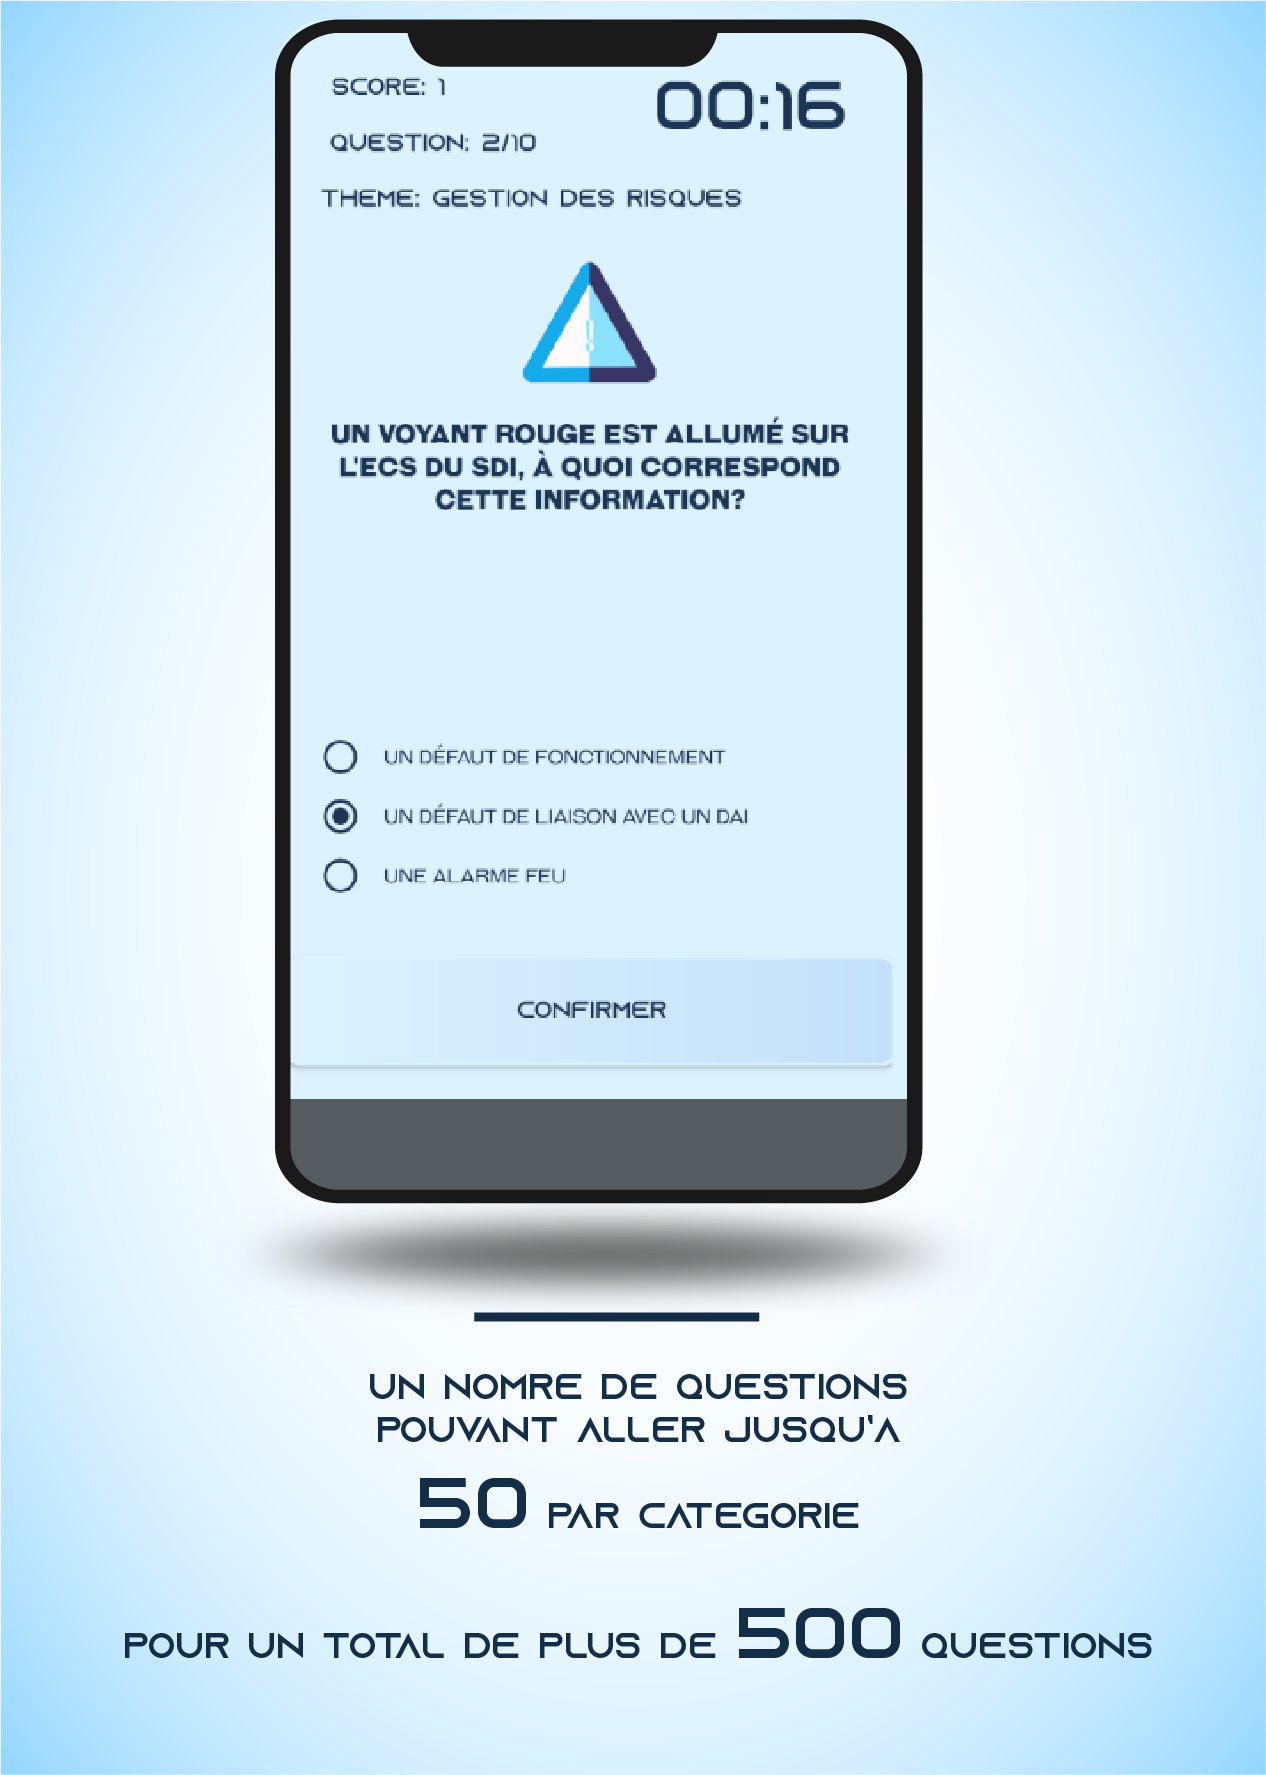 SCORE: 1
00:16
QUESTION: 2/10
THEME: GESTION DES RISQUES
!
UN VOYANT ROUGE EST ALLUMÉ SUR
L'ECS DU SDI, À QUOI CORRESPOND
CETTE INFORMATION?
UN DÉFAUT DE FONCTIONNEMENT
UN DÉFAUT DE LIAISON AVEC UN DAI
UNE ALARME FEU
CONFIRMER
UN NOMRE DE QUESTIONS
POUVANT ALLER JUSQU'A
50 PAR CATEGORIE
POUR UN TOTAL DE PLUS DE 500 QUESTIONS